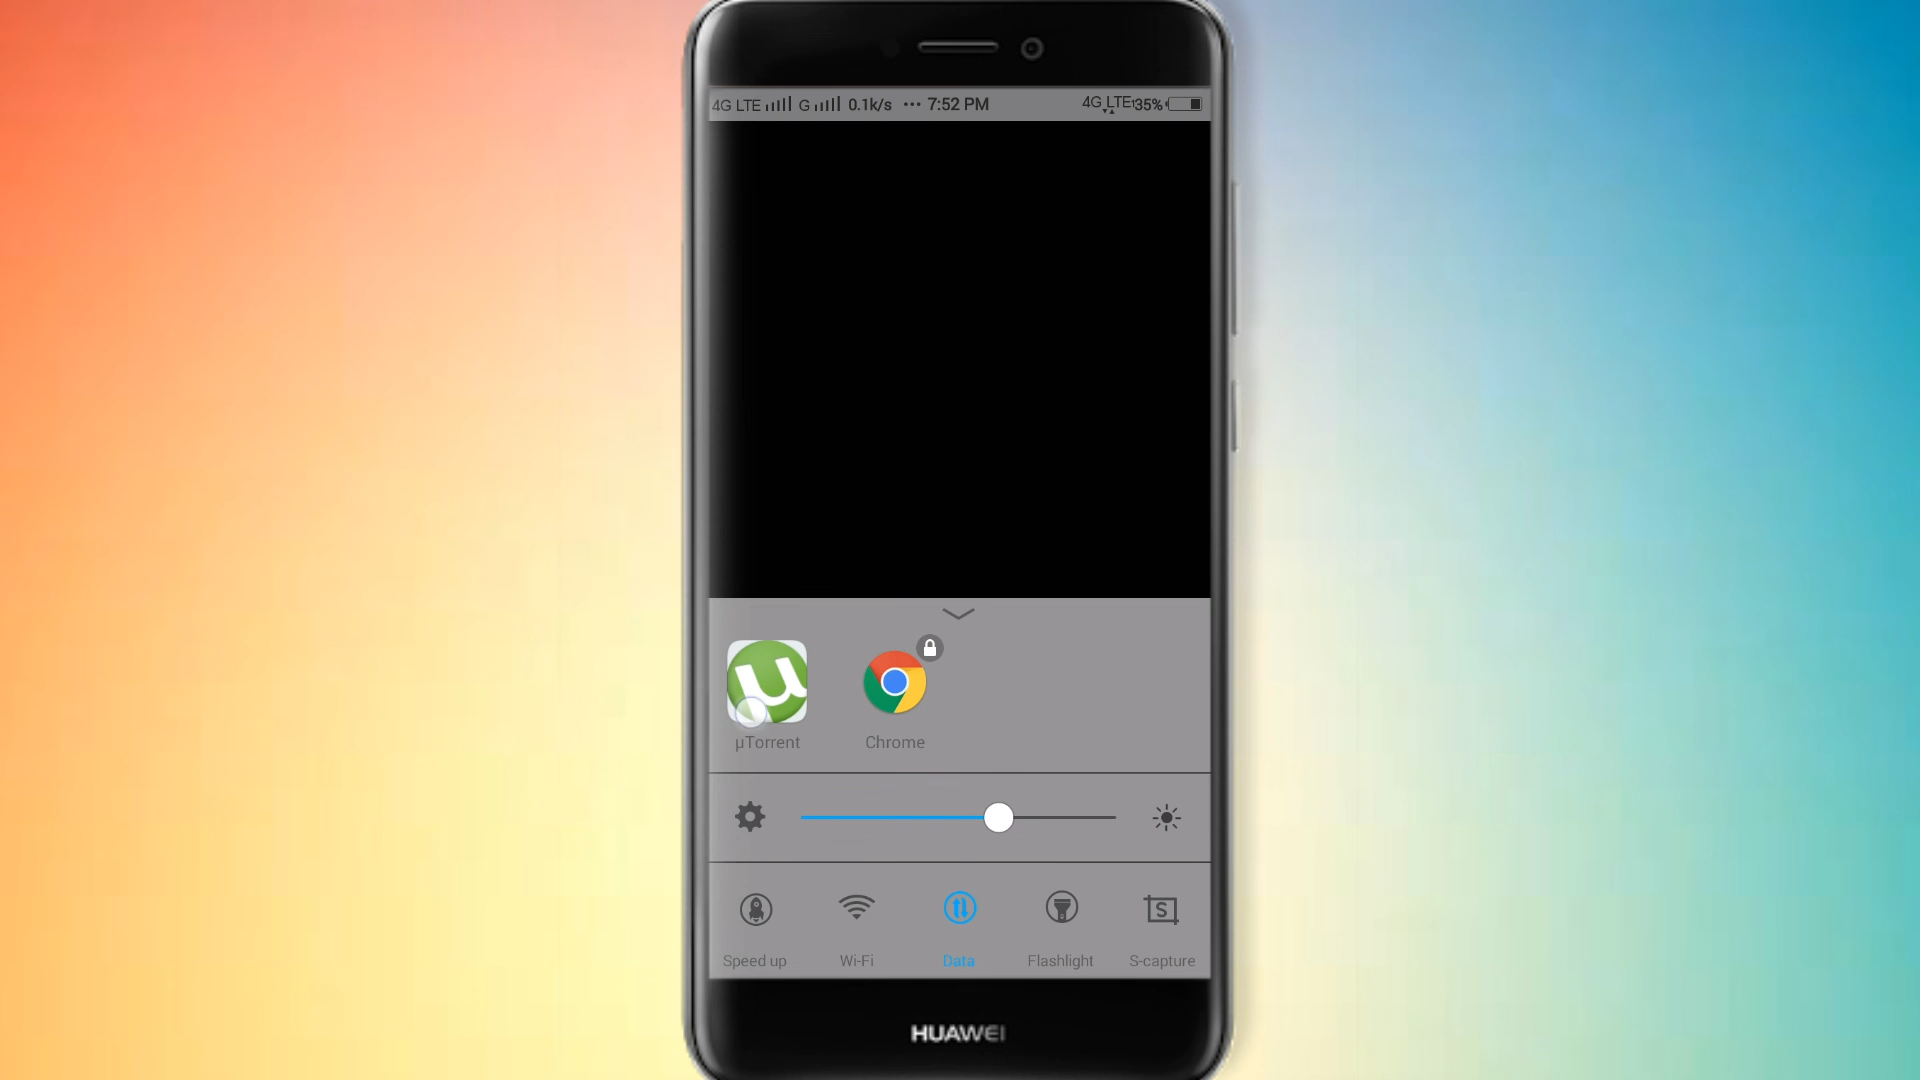 4G LTE G 0.1k/s ... 7:52 PM 4G LTE 35%
µTorrent Chrome
Speed up Wi-Fi Data Flashlight S-capture
HUAWEI